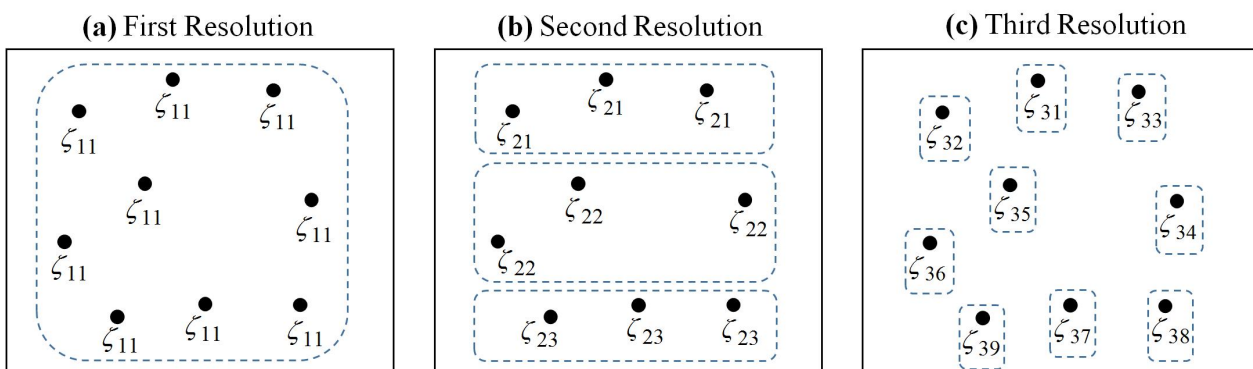 (a) First Resolution
ζ11 ζ11 ζ11
ζ11 ζ11
ζ11
ζ11 ζ11 ζ11
(b) Second Resolution
ζ21 ζ21 ζ21
ζ22 ζ22
ζ22
ζ23 ζ23 ζ23
(c) Third Resolution
ζ32 ζ31 ζ33
ζ35 ζ34
ζ36
ζ39 ζ37 ζ38